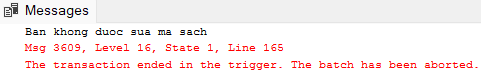 Messages
Ban khong duoc sua ma sach
Msg 3609, Level 16, State 1, Line 165
The transaction ended in the trigger. The batch has been aborted.